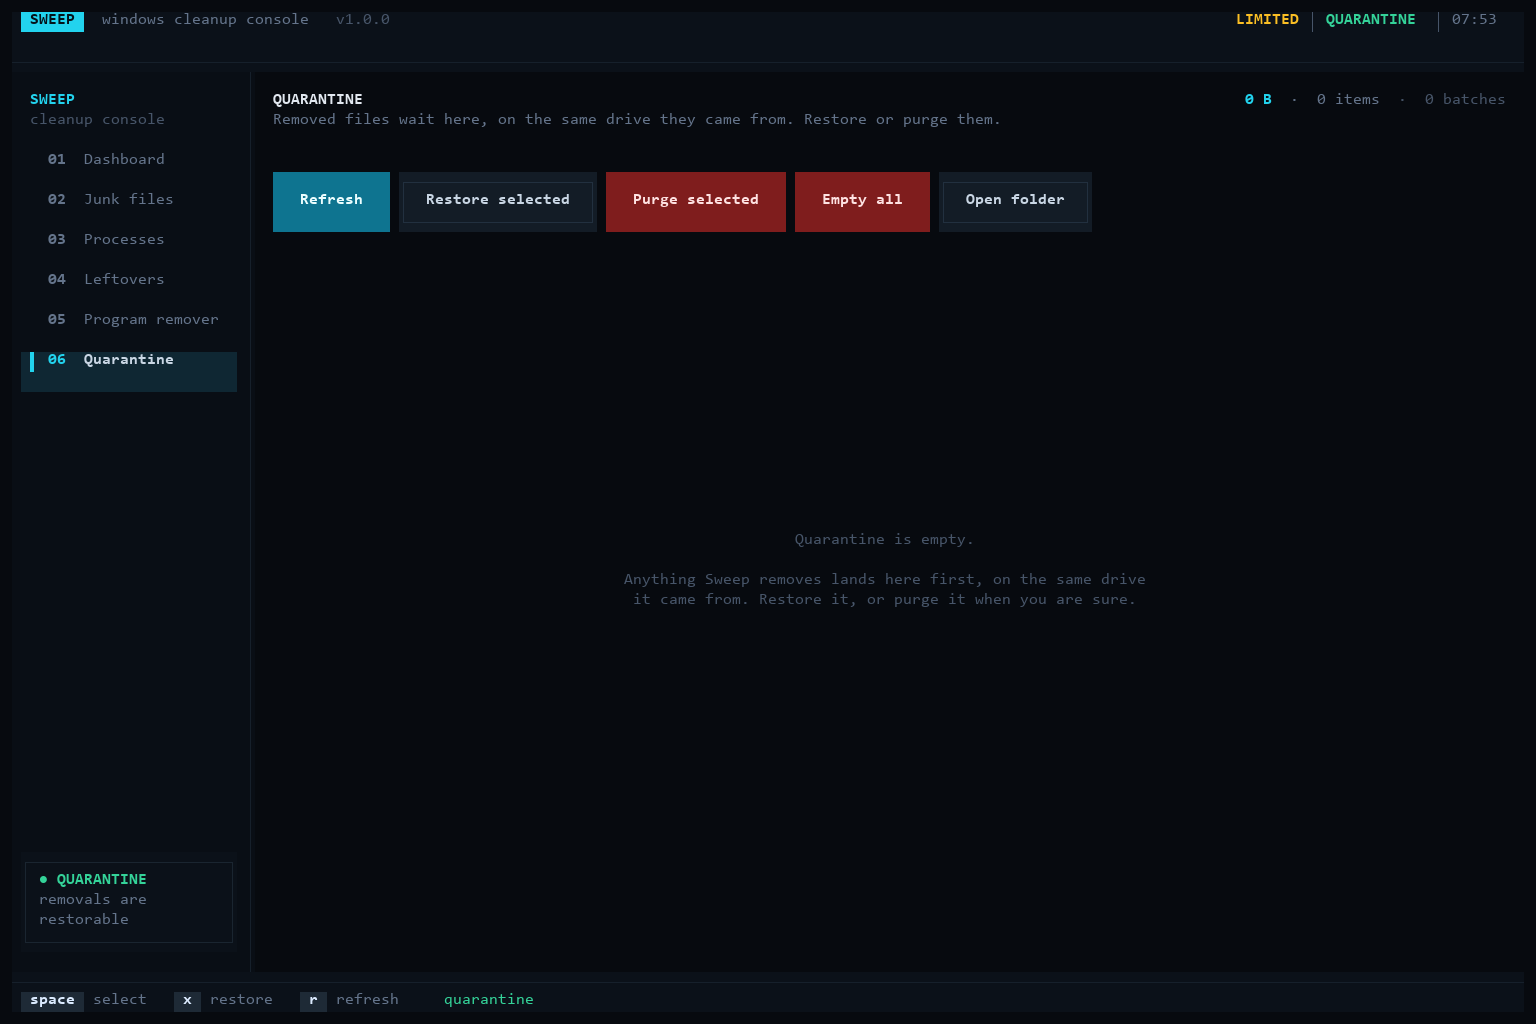 SWEEP windows cleanup console v1.0.0 LIMITED QUARANTINE 07:53
SWEEP
cleanup console
01 Dashboard
02 Junk files
03 Processes
04 Leftovers
05 Program remover
06 Quarantine
● QUARANTINE
removals are
restorable
QUARANTINE 0 B · 0 items · 0 batches
Removed files wait here, on the same drive they came from. Restore or purge them.
Refresh Restore selected Purge selected Empty all Open folder
Quarantine is empty.
Anything Sweep removes lands here first, on the same drive
it came from. Restore it, or purge it when you are sure.
space select x restore r refresh quarantine